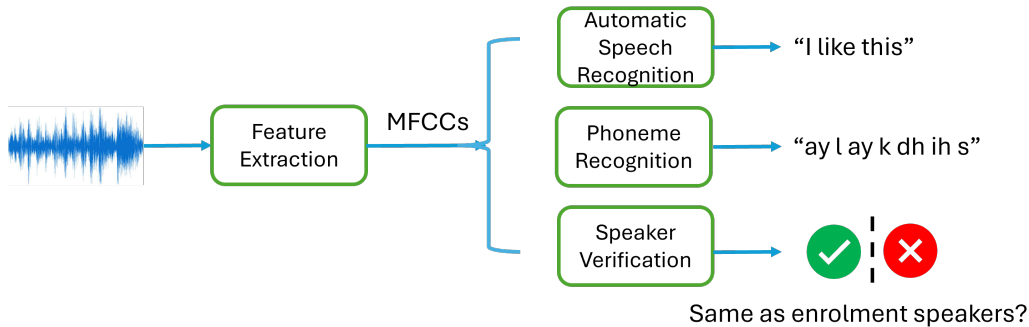 Feature
Extraction
MFCCs
Automatic
Speech
Recognition
“I like this”
Phoneme
Recognition
“ay l ay k dh ih s”
Speaker
Verification
Same as enrolment speakers?